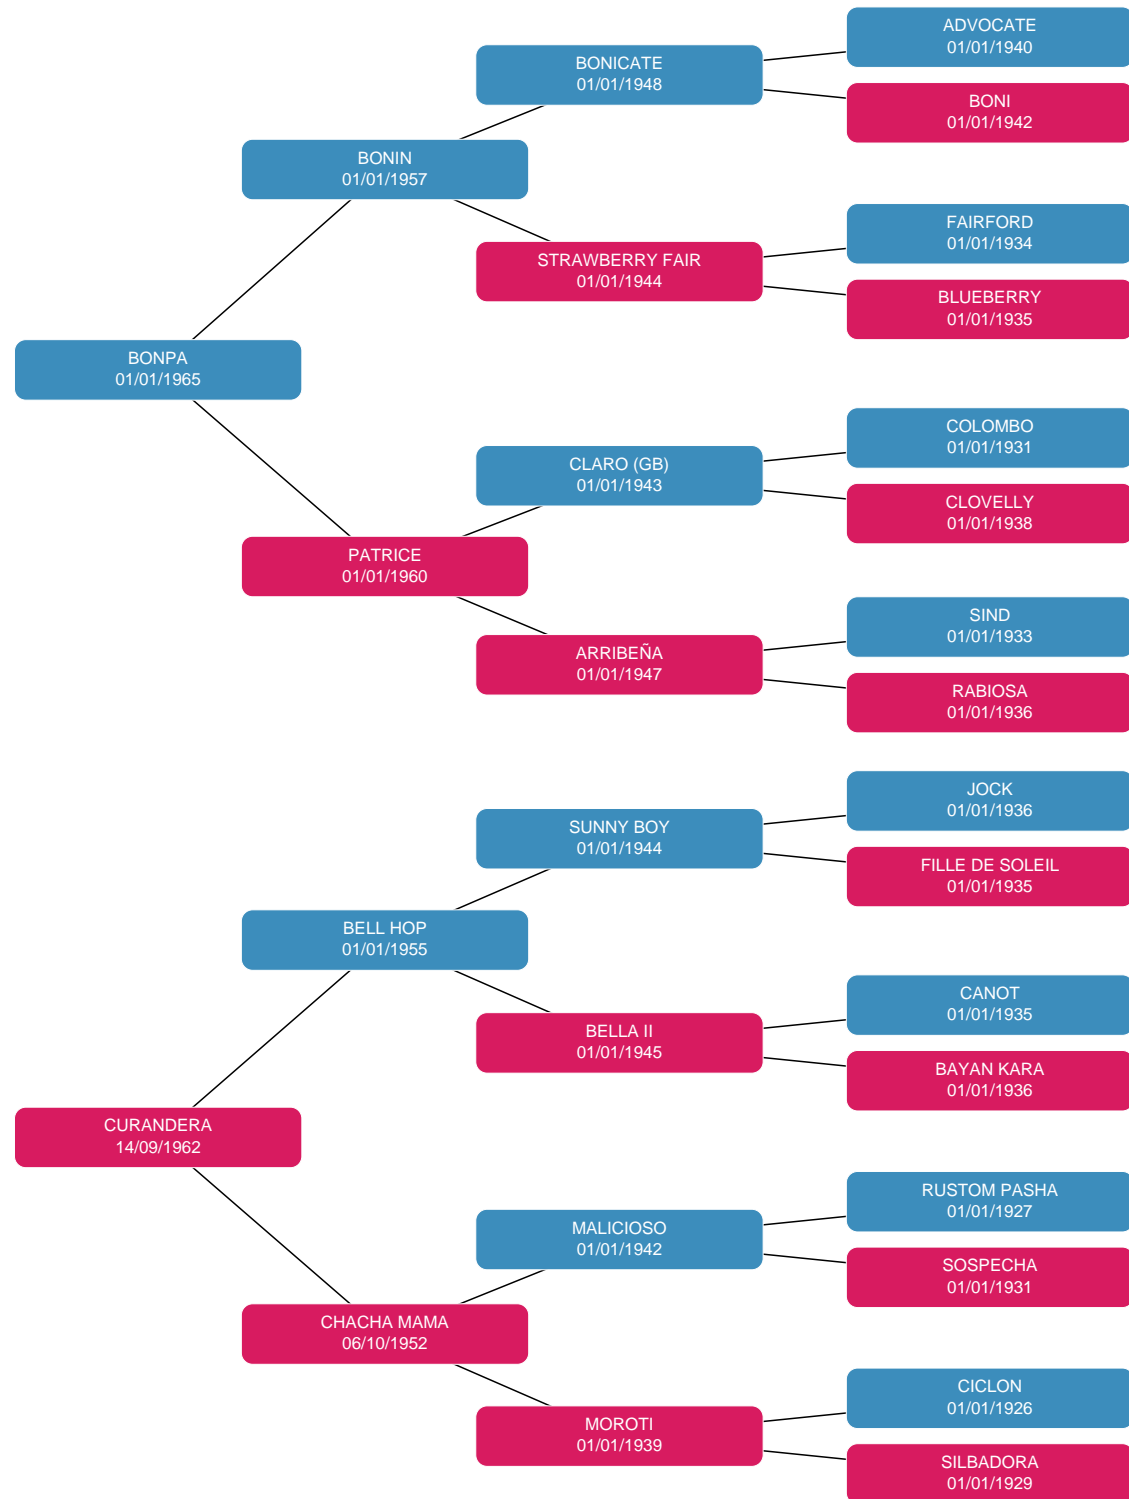 ADVOCATE
01/01/1940
BONICATE
01/01/1948
BONI
01/01/1942
BONIN
01/01/1957
FAIRFORD
01/01/1934
STRAWBERRY FAIR
01/01/1944
BLUEBERRY
01/01/1935
BONPA
01/01/1965
COLOMBO
01/01/1931
CLARO (GB)
01/01/1943
CLOVELLY
01/01/1938
PATRICE
01/01/1960
SIND
01/01/1933
ARRIBEÑA
01/01/1947
RABIOSA
01/01/1936
JOCK
01/01/1936
SUNNY BOY
01/01/1944
FILLE DE SOLEIL
01/01/1935
BELL HOP
01/01/1955
CANOT
01/01/1935
BELLA II
01/01/1945
BAYAN KARA
01/01/1936
CURANDERA
14/09/1962
RUSTOM PASHA
01/01/1927
MALICIOSO
01/01/1942
SOSPECHA
01/01/1931
CHACHA MAMA
06/10/1952
CICLON
01/01/1926
MOROTI
01/01/1939
SILBADORA
01/01/1929